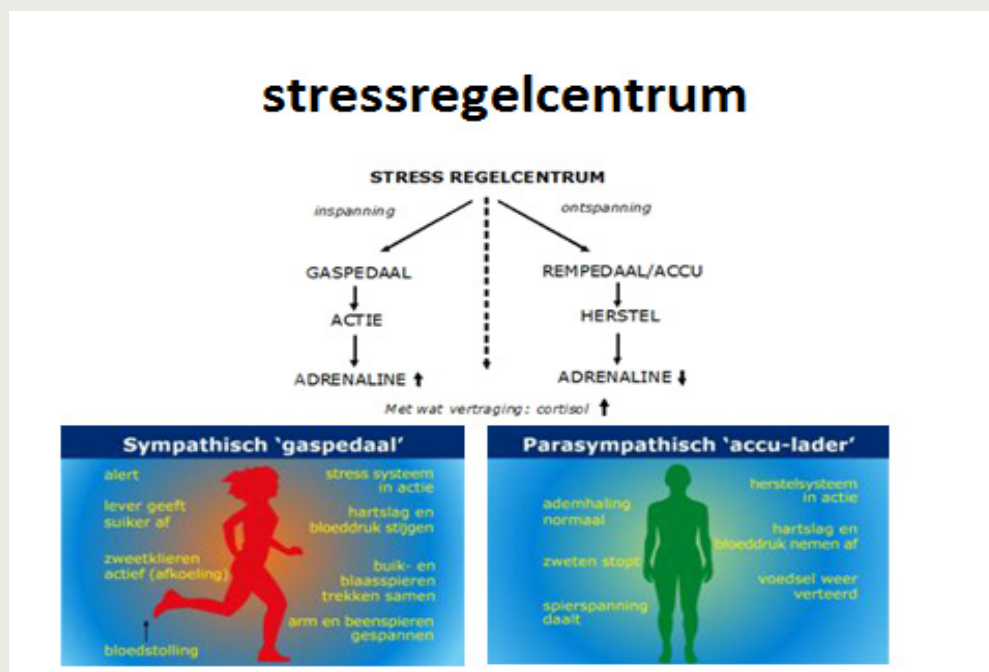 stressregelcentrum
STRESS REGELCENTRUM
inspanning
ontspanning
GASPEDAAL
REMPEDAAL/ACCU
ACTIE
HERSTEL
ADRENALINE
ADRENALINE
Met wat vertraging: cortisol
Sympathisch 'gaspedaal'
alert
lever geeft
suiker af
zweetklieren
actief (afkoeling)
bloedstolling
stress systeem
in actie
hartslag en
bloeddruk stijgen
buik- en
blaasspieren
trekken samen
arm en beenspieren
gespannen
Parasympathisch 'accu-lader'
ademhaling
normaal
zweten stopt
spierspanning
daalt
herstelsysteem
in actie
hartslag en
bloeddruk nemen af
voedsel weer
verteerd